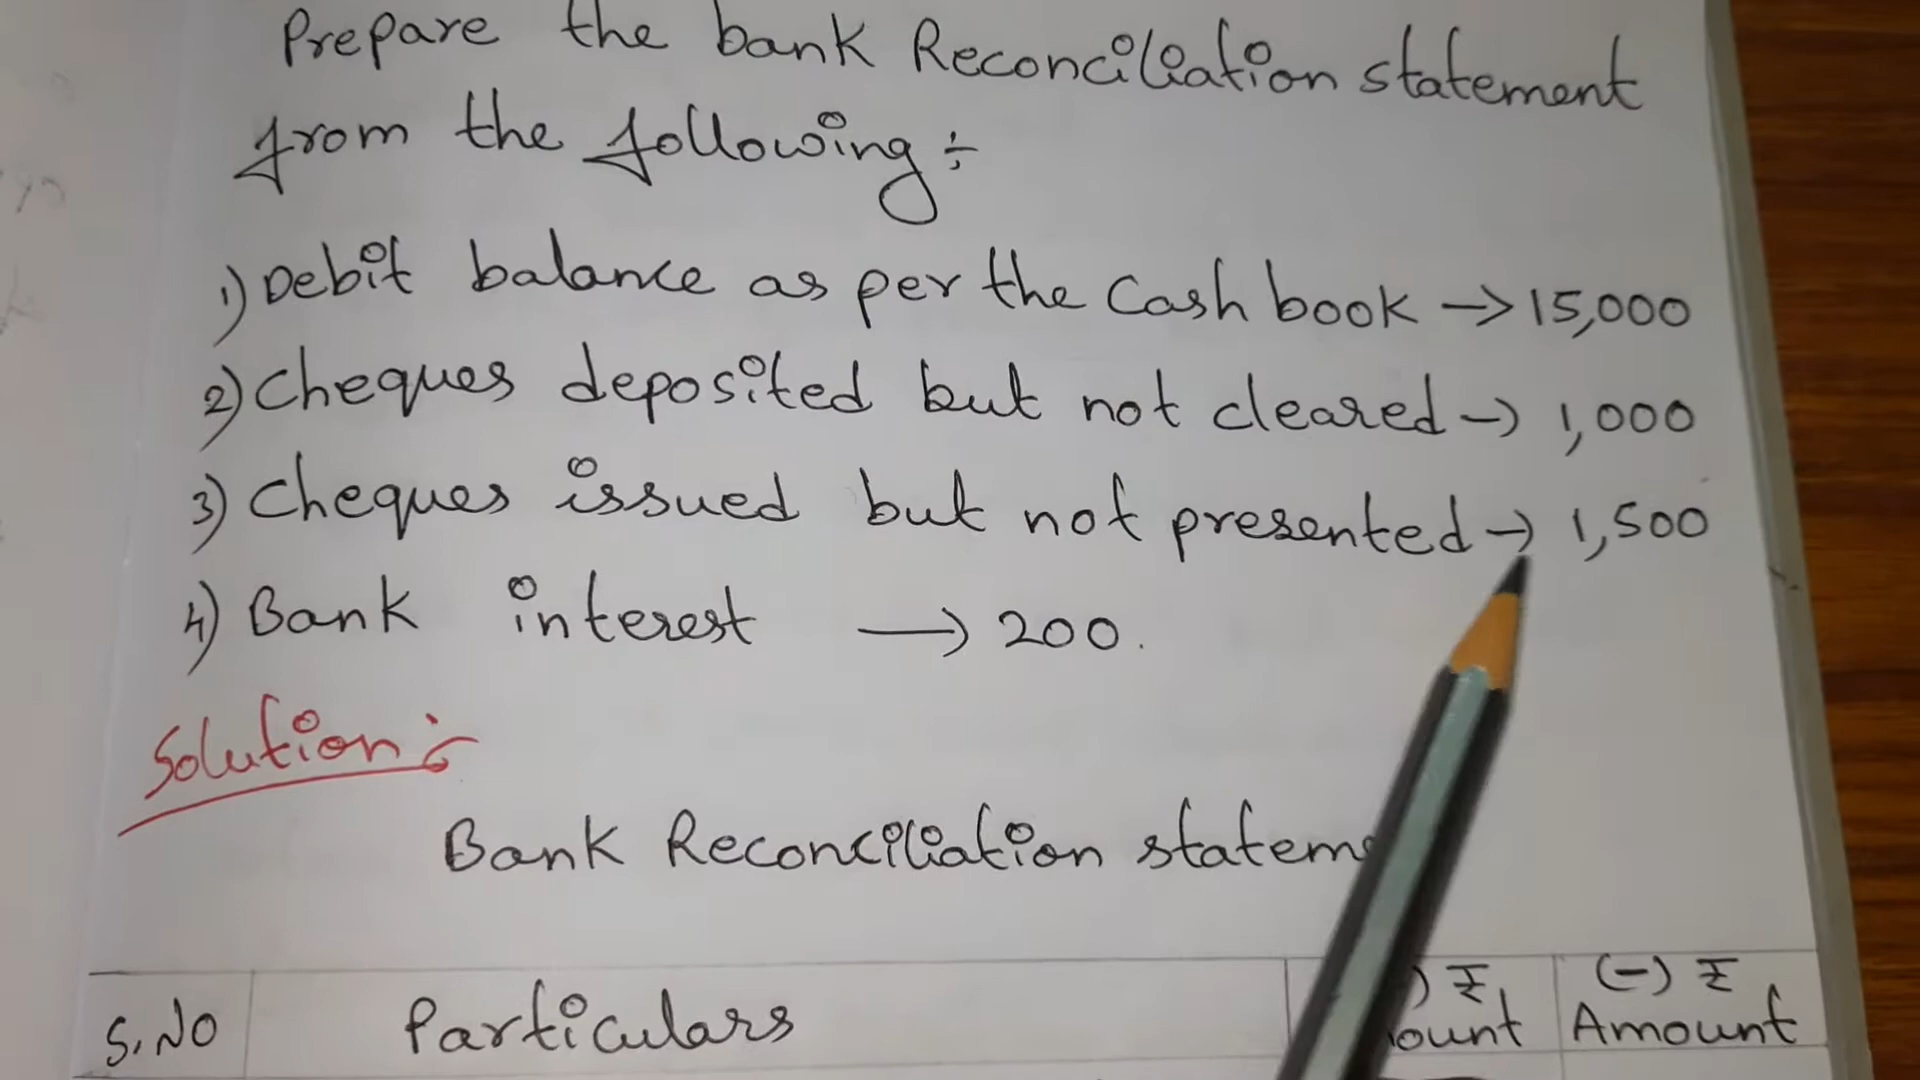 Prepare the bank Reconciliation statement
from the following :-
1) Debit balance as per the Cash book → 15,000
2) Cheques deposited but not cleared → 1,000
3) Cheques issued but not presented → 1,500
4) Bank interest → 200.
Solution :-
Bank Reconciliation statem
S.No Particulars ) ₹ (-) ₹
ount Amount